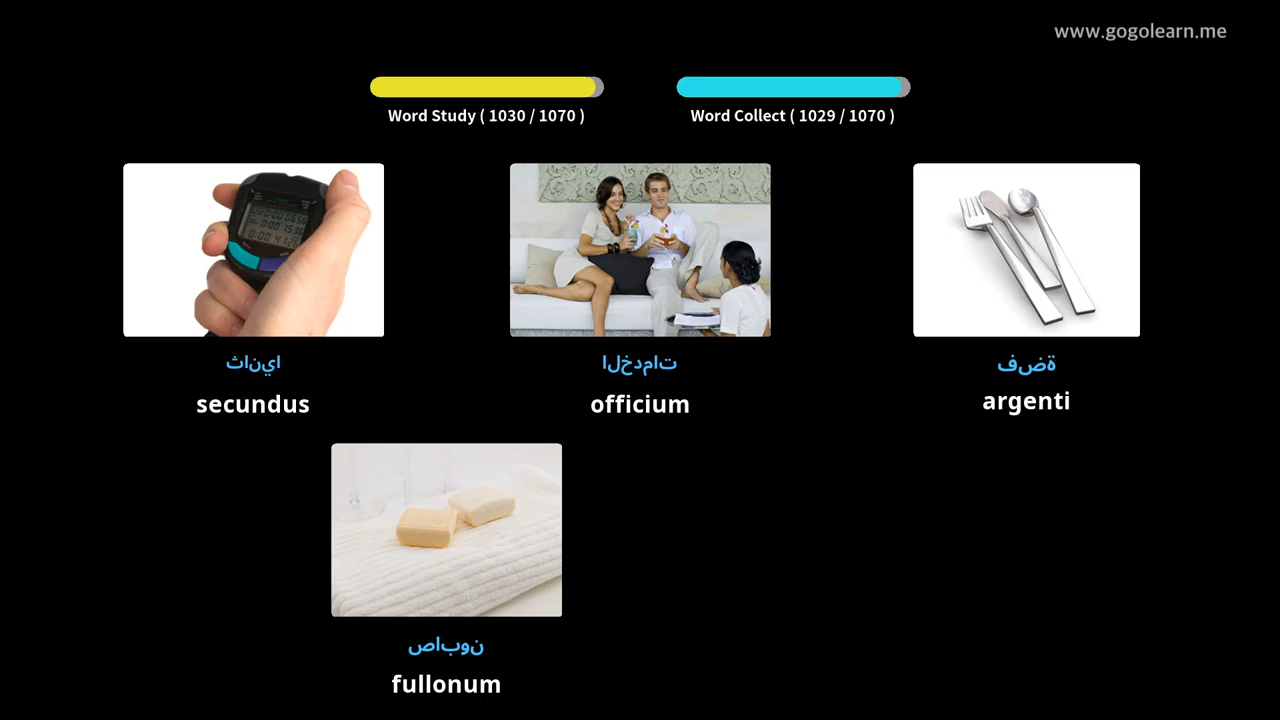 www.gogolearn.me
Word Study ( 1030 / 1070 )
Word Collect ( 1029 / 1070 )
ثانيا
الخدمات
فضة
secundus
officium
argenti
صابون
fullonum